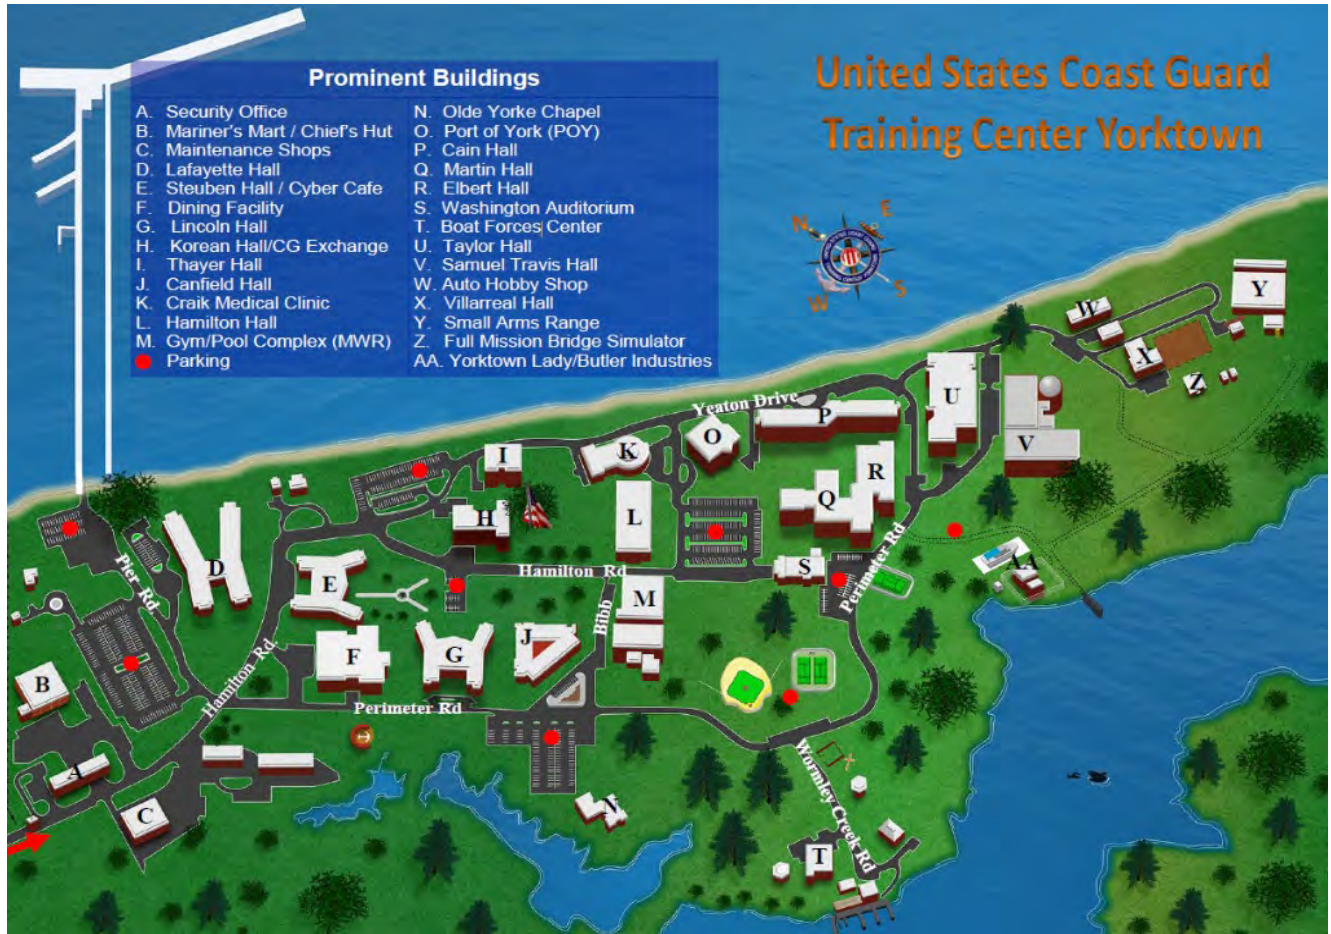 United States Coast Guard
Training Center Yorktown
Prominent Buildings
A. Security Office
B. Mariner's Mart / Chief's Hut
C. Maintenance Shops
D. Lafayette Hall
E. Steuben Hall / Cyber Cafe
F. Dining Facility
G. Lincoln Hall
H. Korean Hall/CG Exchange
I. Thayer Hall
J. Canfield Hall
K. Craik Medical Clinic
L. Hamilton Hall
M. Gym/Pool Complex (MWR)
Parking
N. Olde Yorke Chapel
O. Port of York (POY)
P. Cain Hall
Q. Martin Hall
R. Elbert Hall
S. Washington Auditorium
T. Boat Forces Center
U. Taylor Hall
V. Samuel Travis Hall
W. Auto Hobby Shop
X. Villarreal Hall
Y. Small Arms Range
Z. Full Mission Bridge Simulator
AA. Yorktown Lady/Butler Industries
N
E
W
S
Y
W
X
Z
U
V
Yeaton Drive
P
O
K
I
R
Q
H
L
D
E
S
AA
Hamilton Rd
Perimeter Rd
Pier Rd
M
Bibb
J
F
G
B
Hamilton Rd
Perimeter Rd
A
C
N
Wormley Creek Rd
T